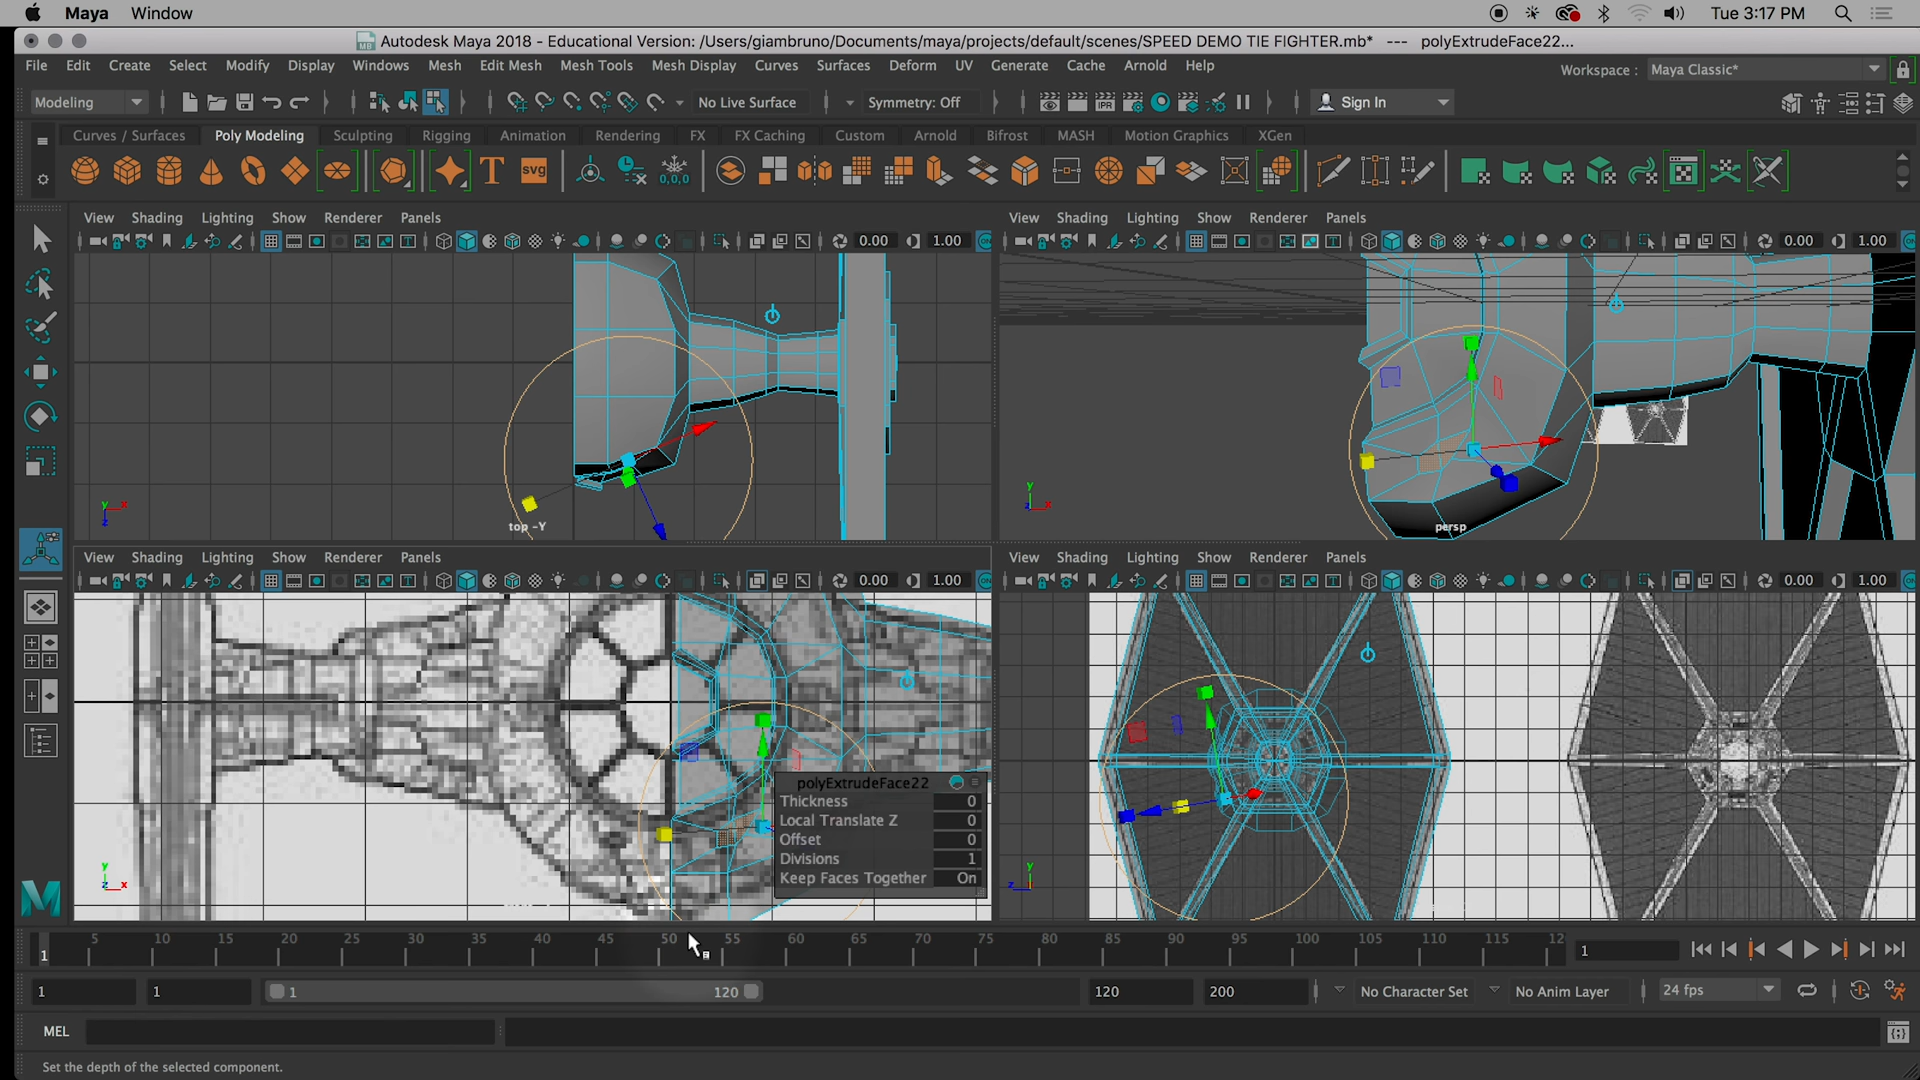 Maya Window Tue 3:17 PM
Autodesk Maya 2018 - Educational Version: /Users/giambruno/Documents/maya/projects/default/scenes/SPEED DEMO TIE FIGHTER.mb* --- polyExtrudeFace22...
File Edit Create Select Modify Display Windows Mesh Edit Mesh Mesh Tools Mesh Display Curves Surfaces Deform UV Generate Cache Arnold Help Workspace : Maya Classic*
Modeling No Live Surface Symmetry: Off IPR Sign In
Curves / Surfaces Poly Modeling Sculpting Rigging Animation Rendering FX FX Caching Custom Arnold Bifrost MASH Motion Graphics XGen
T svg 0,0,0
View Shading Lighting Show Renderer Panels View Shading Lighting Show Renderer Panels
0.00 1.00 0.00 1.00
top -Y persp
View Shading Lighting Show Renderer Panels View Shading Lighting Show Renderer Panels
0.00 1.00 0.00 1.00
polyExtrudeFace22
Thickness 0
Local Translate Z 0
Offset 0
Divisions 1
Keep Faces Together On
1 5 10 15 20 25 30 35 40 45 50 55 60 65 70 75 80 85 90 95 100 105 110 115 12 1
1 1 1 120 120 200 No Character Set No Anim Layer 24 fps
MEL
Set the depth of the selected component.